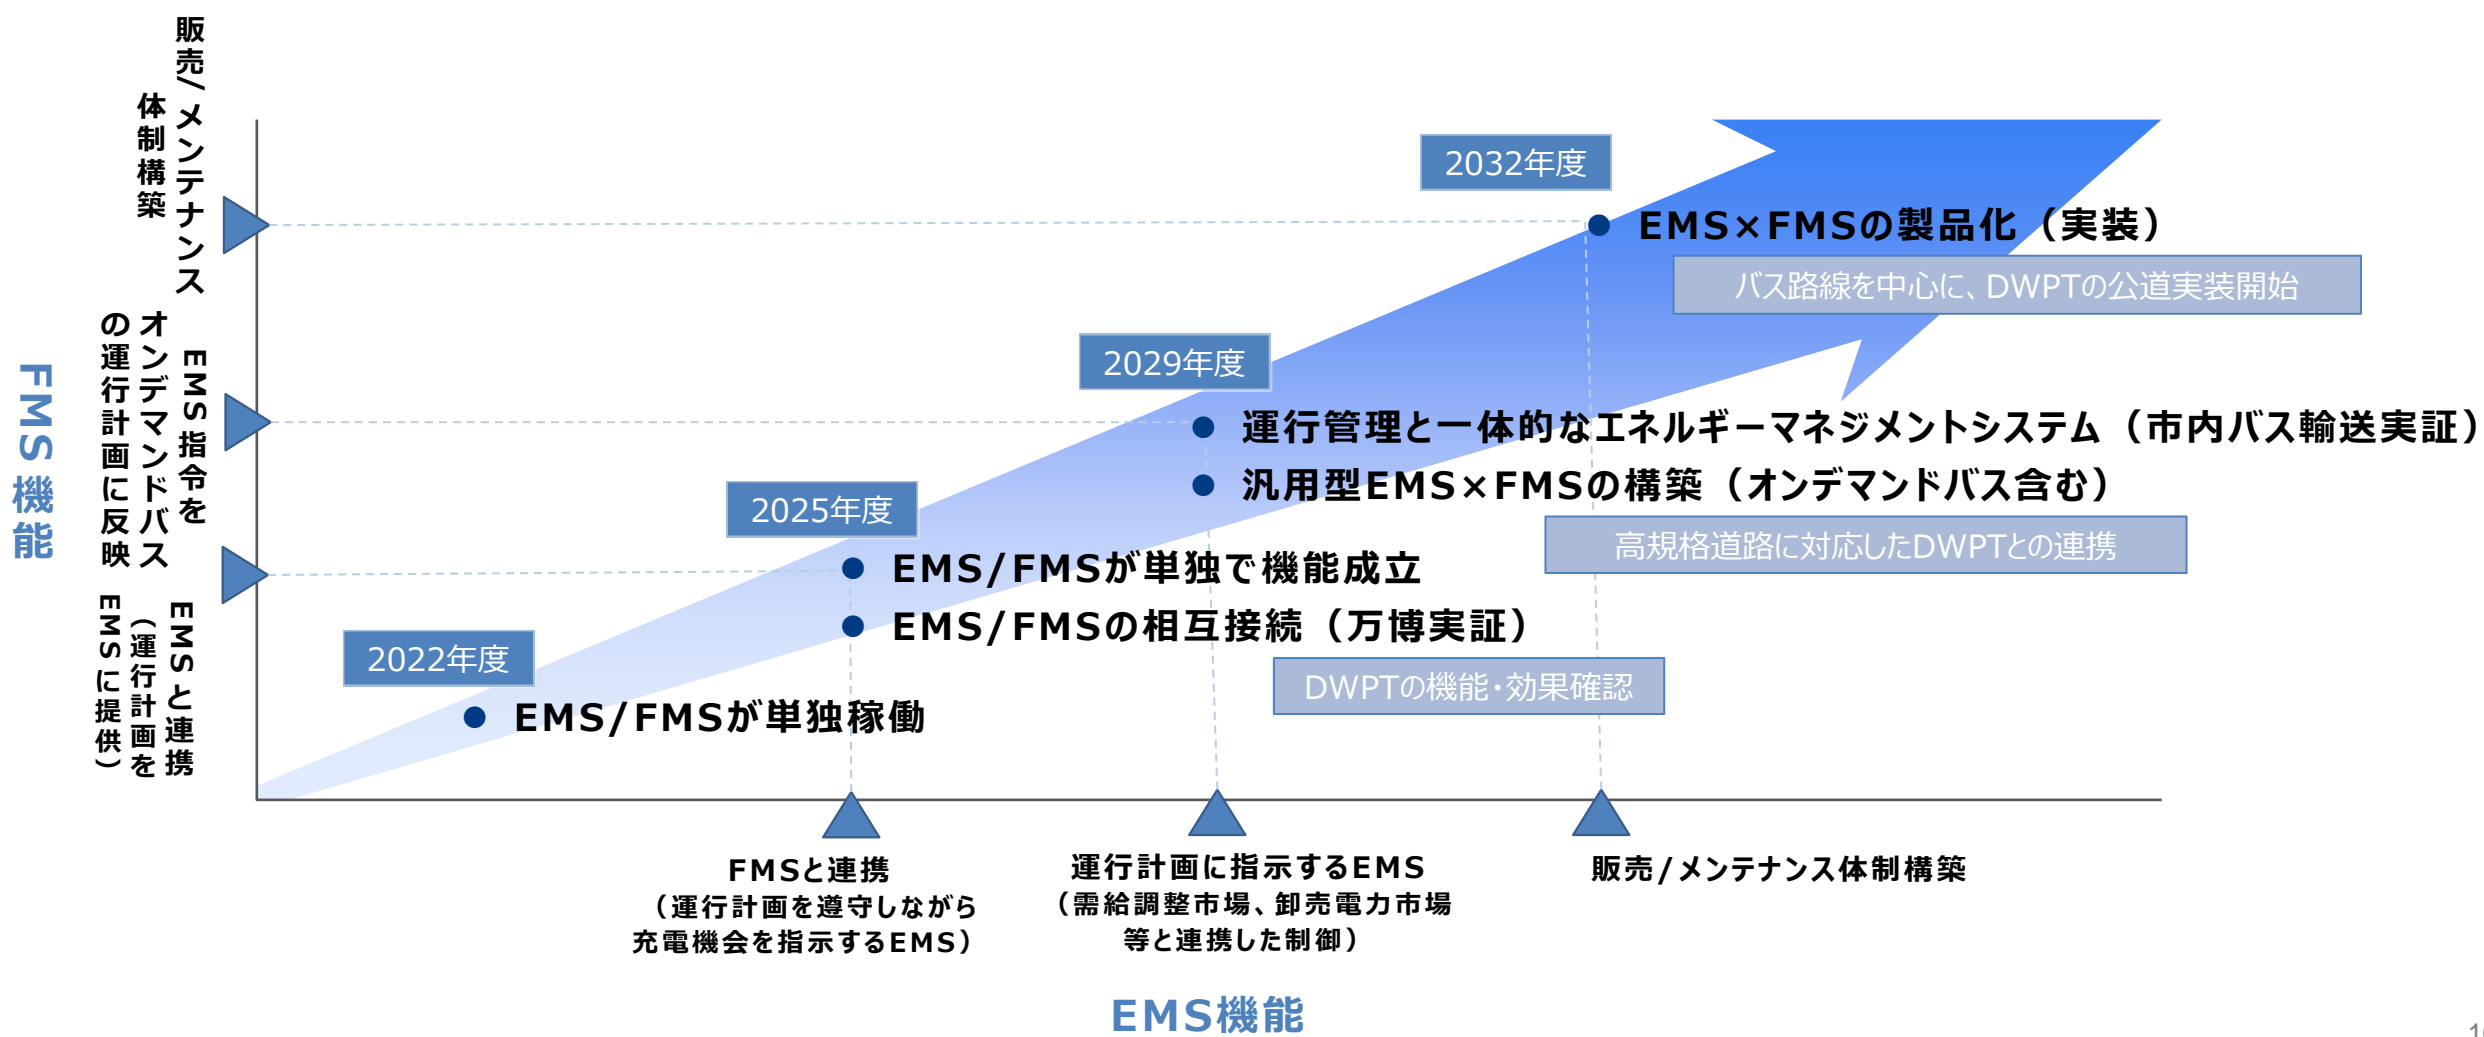 販売/メンテナンス
体制構築
EMS指令を
オンデマンドバス
の運行計画に反映
EMSと連携
（運行計画を
EMSに提供）
FMS機能
2032年度
EMS×FMSの製品化（実装）
バス路線を中心に、DWPTの公道実装開始
2029年度
運行管理と一体的なエネルギーマネジメントシステム（市内バス輸送実証）
汎用型EMS×FMSの構築（オンデマンドバス含む）
高規格道路に対応したDWPTとの連携
2025年度
EMS/FMSが単独で機能成立
EMS/FMSの相互接続（万博実証）
DWPTの機能・効果確認
2022年度
EMS/FMSが単独稼働
FMSと連携
（運行計画を遵守しながら
充電機会を指示するEMS）
運行計画に指示するEMS
（需給調整市場、卸売電力市場
等と連携した制御）
販売/メンテナンス体制構築
EMS機能